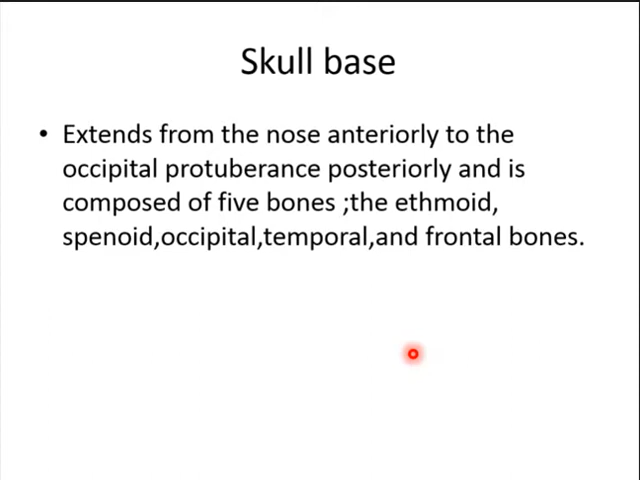 Skull base
• Extends from the nose anteriorly to the
occipital protuberance posteriorly and is
composed of five bones ;the ethmoid,
spenoid,occipital,temporal,and frontal bones.